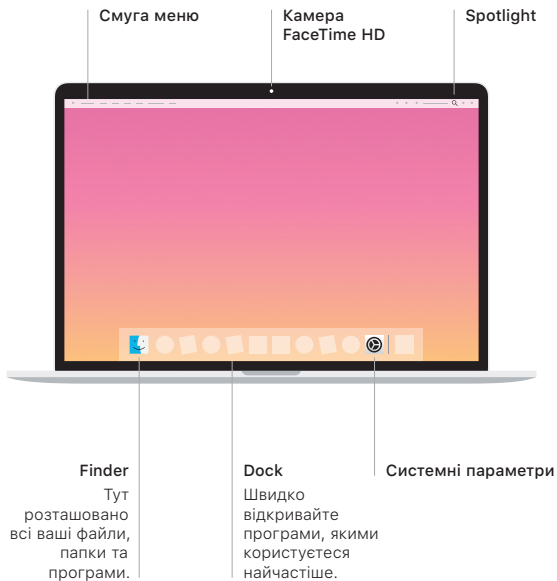 Смуга меню
Камера
FaceTime HD
Spotlight
Finder
Тут
розташовано
всі ваші файли,
папки та
програми.
Dock
Швидко
відкривайте
програми, якими
користуєтеся
найчастіше.
Системні параметри